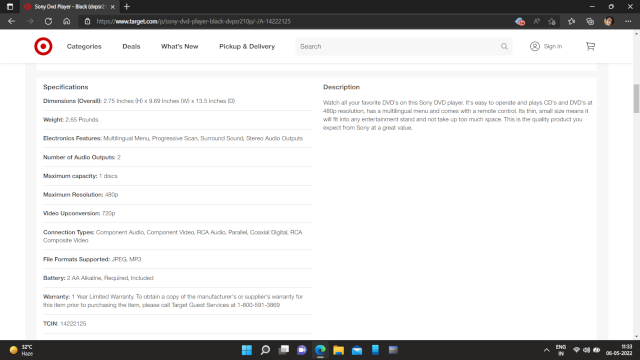 Sony Dvd Player - Black (dvpsr210p
https://www.target.com/p/sony-dvd-player-black-dvpsr210p/-/A-14222125
Categories
Deals
What's New
Pickup & Delivery
Search
Sign in
Specifications
Dimensions (Overall): 2.75 Inches (H) x 9.69 Inches (W) x 13.5 Inches (D)
Weight: 2.65 Pounds
Electronics Features: Multilingual Menu, Progressive Scan, Surround Sound, Stereo Audio Outputs
Number of Audio Outputs: 2
Maximum capacity: 1 discs
Maximum Resolution: 480p
Video Upconversion: 720p
Connection Types: Component Audio, Component Video, RCA Audio, Parallel, Coaxial Digital, RCA
Composite Video
File Formats Supported: JPEG, MP3
Battery: 2 AA Alkaline, Required, Included
Warranty: 1 Year Limited Warranty. To obtain a copy of the manufacturer's or supplier's warranty for
this item prior to purchasing the item, please call Target Guest Services at 1-800-591-3869
TCIN: 14222125
Description
Watch all your favorite DVD's on this Sony DVD player. It's easy to operate and plays CD's and DVD's at
480p resolution, has a multilingual menu and comes with a remote control. Its thin, small size means it
will fit into any entertainment stand and not take up too much space. This is the quality product you
expect from Sony at a great value.
32°C
Haze
ENG
IN
11:33
06-05-2022